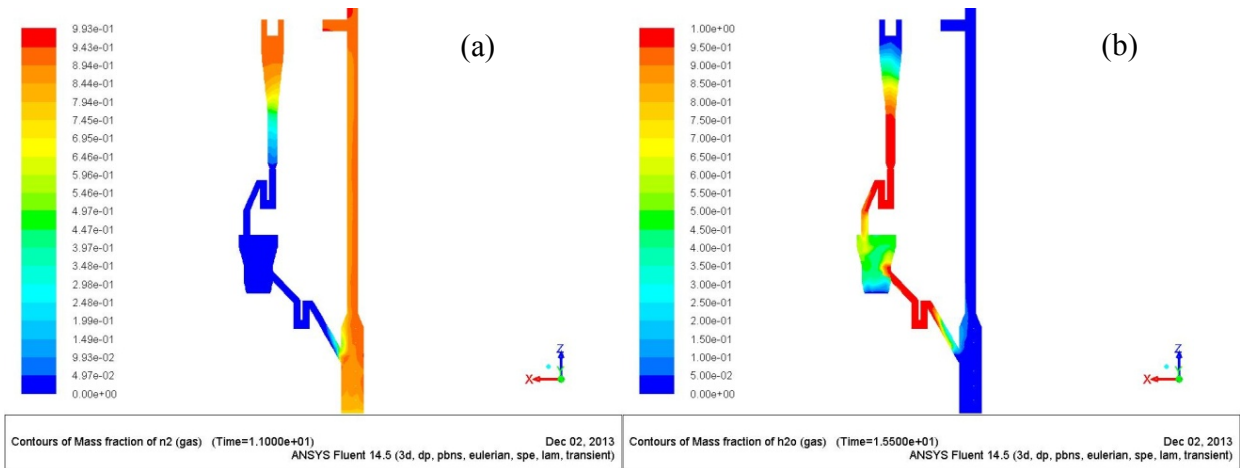 (a)
9.93e-01
9.43e-01
8.94e-01
8.44e-01
7.94e-01
7.45e-01
6.95e-01
6.46e-01
5.96e-01
5.46e-01
4.97e-01
4.47e-01
3.97e-01
3.48e-01
2.98e-01
2.48e-01
1.99e-01
1.49e-01
9.93e-02
4.97e-02
0.00e+00
Z
X
Contours of Mass fraction of n2 (gas) (Time=1.1000e+01)
Dec 02, 2013
ANSYS Fluent 14.5 (3d, dp, pbns, eulerian, spe, lam, transient)
(b)
1.00e+00
9.50e-01
9.00e-01
8.50e-01
8.00e-01
7.50e-01
7.00e-01
6.50e-01
6.00e-01
5.50e-01
5.00e-01
4.50e-01
4.00e-01
3.50e-01
3.00e-01
2.50e-01
2.00e-01
1.50e-01
1.00e-01
5.00e-02
0.00e+00
Z
X
Contours of Mass fraction of h2o (gas) (Time=1.5500e+01)
Dec 02, 2013
ANSYS Fluent 14.5 (3d, dp, pbns, eulerian, spe, lam, transient)